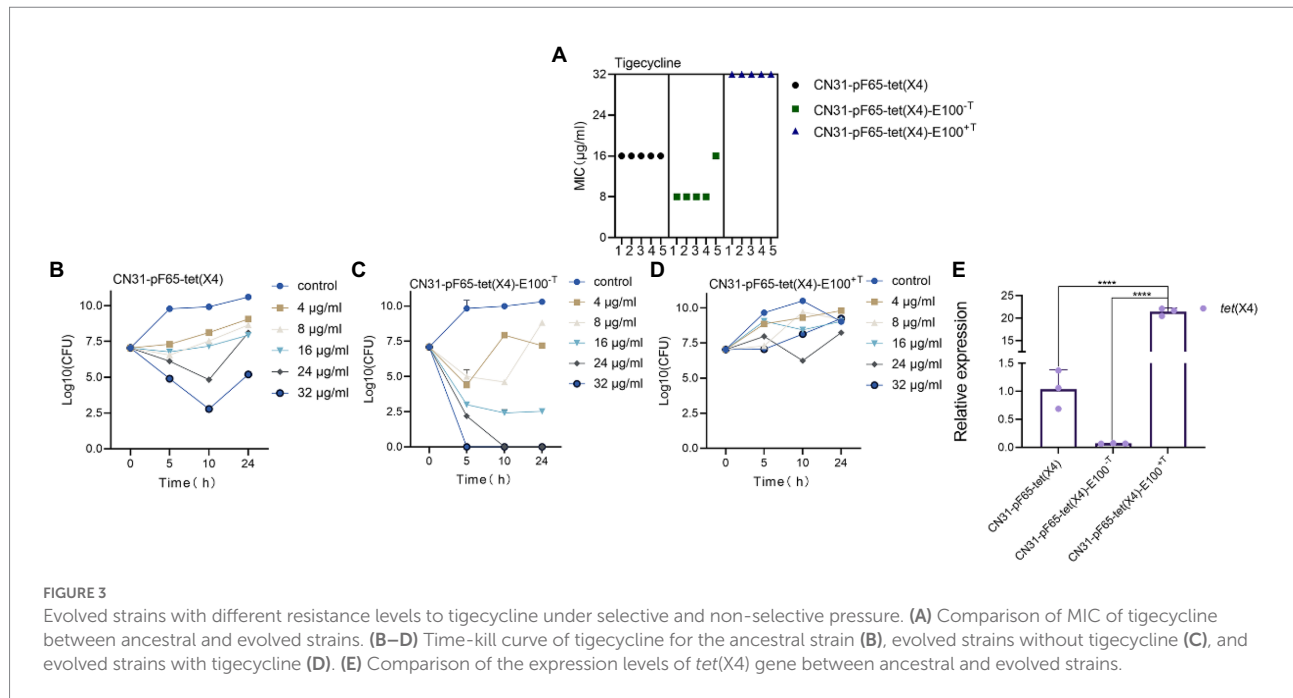 A
Tigecycline
32
24
16
8
0
MIC (μg/ml)
1 2 3 4 5 1 2 3 4 5 1 2 3 4 5
CN31-pF65-tet(X4)
CN31-pF65-tet(X4)-E100-T
CN31-pF65-tet(X4)-E100+T
B
CN31-pF65-tet(X4)
10.0
7.5
5.0
2.5
0.0
Log10(CFU)
0 5 10 24
Time( h)
control
4 μg/ml
8 μg/ml
16 μg/ml
24 μg/ml
32 μg/ml
C
CN31-pF65-tet(X4)-E100-T
10.0
7.5
5.0
2.5
0.0
Log10(CFU)
0 5 10 24
Time( h)
control
4 μg/ml
8 μg/ml
16 μg/ml
24 μg/ml
32 μg/ml
D
CN31-pF65-tet(X4)-E100+T
10.0
7.5
5.0
2.5
0.0
Log10(CFU)
0 5 10 24
Time( h)
control
4 μg/ml
8 μg/ml
16 μg/ml
24 μg/ml
32 μg/ml
E
****
****
tet(X4)
25
20
15
10
1.5
1.0
0.5
0.0
Relative expression
CN31-pF65-tet(X4)
CN31-pF65-tet(X4)-E100-T
CN31-pF65-tet(X4)-E100+T
FIGURE 3
Evolved strains with different resistance levels to tigecycline under selective and non-selective pressure. (A) Comparison of MIC of tigecycline
between ancestral and evolved strains. (B–D) Time-kill curve of tigecycline for the ancestral strain (B), evolved strains without tigecycline (C), and
evolved strains with tigecycline (D). (E) Comparison of the expression levels of tet(X4) gene between ancestral and evolved strains.